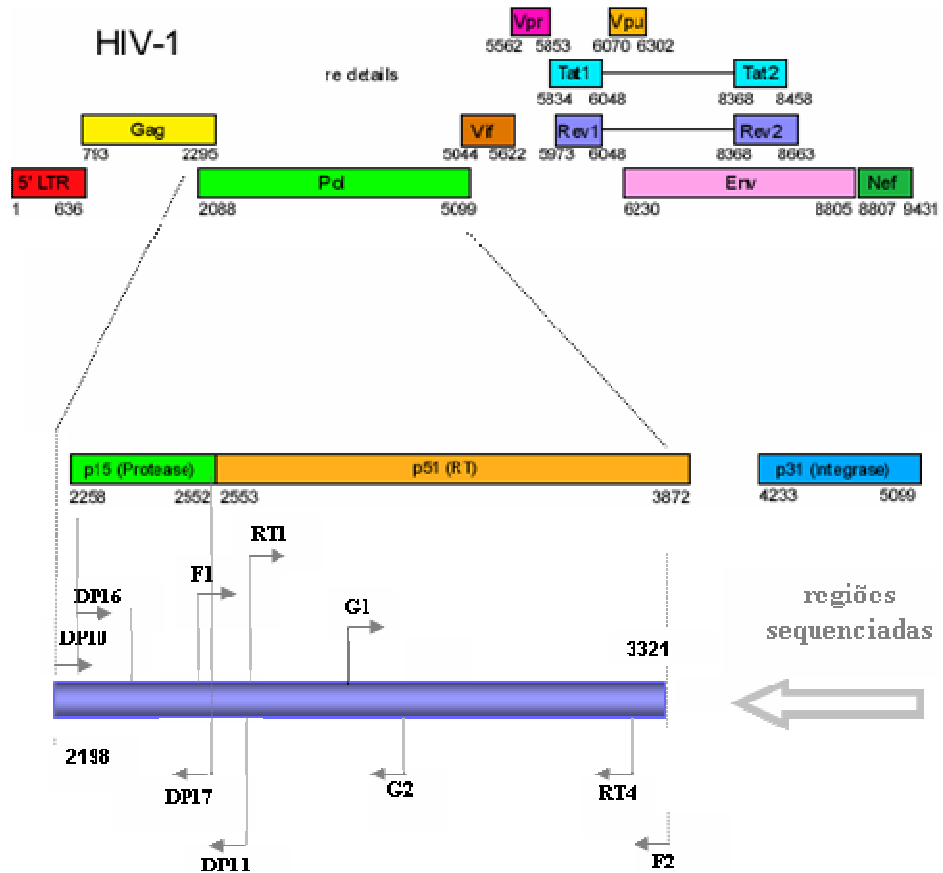 HIV-1
re details
Vpr
5562 5853
Vpu
6070 6302
Tat1
5834 6048
Tat2
8368 8458
Gag
793 2295
Vif
5044 5622
Rev1
5973 6048
Rev2
8368 8663
5' LTR
1 636
Pol
2088 5099
Env
6230 8805
Nef
8807 9431
p15 (Protease)
2258 2552
p51 (RT)
2553 3872
p31 (Integrase)
4233 5099
RT1
F1
DP16
G1
DP10
3321
regiões
sequenciadas
2198
DP17
G2
RT4
DP11
F2